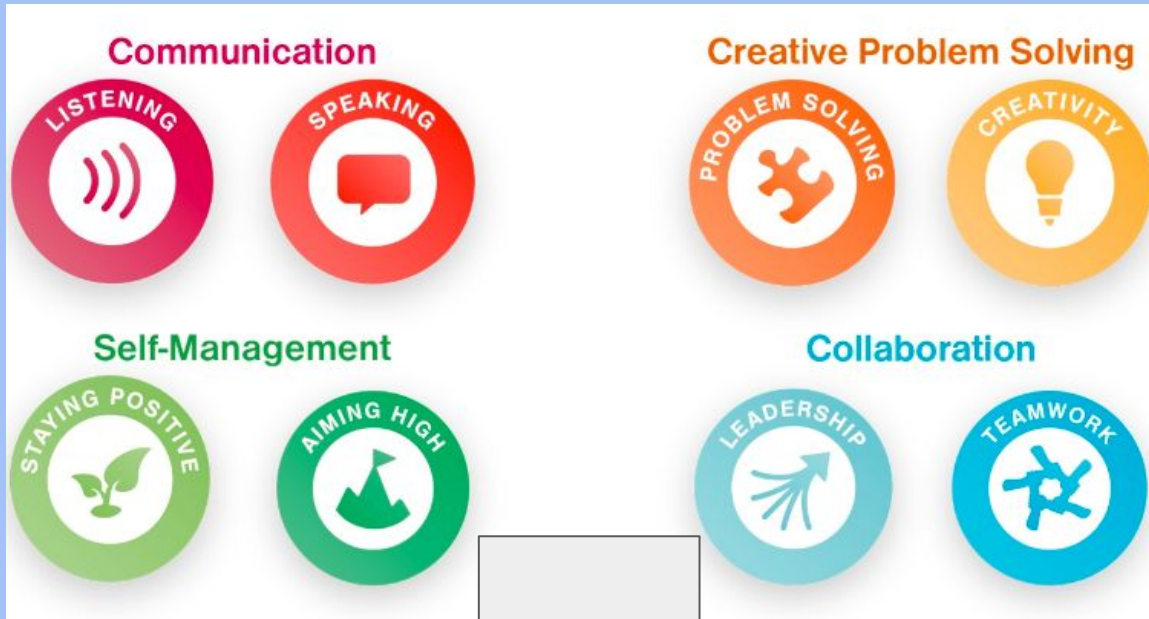 Communication
LISTENING
SPEAKING
Creative Problem Solving
PROBLEM SOLVING
CREATIVITY
Self-Management
STAYING POSITIVE
AIMING HIGH
Collaboration
LEADERSHIP
TEAMWORK